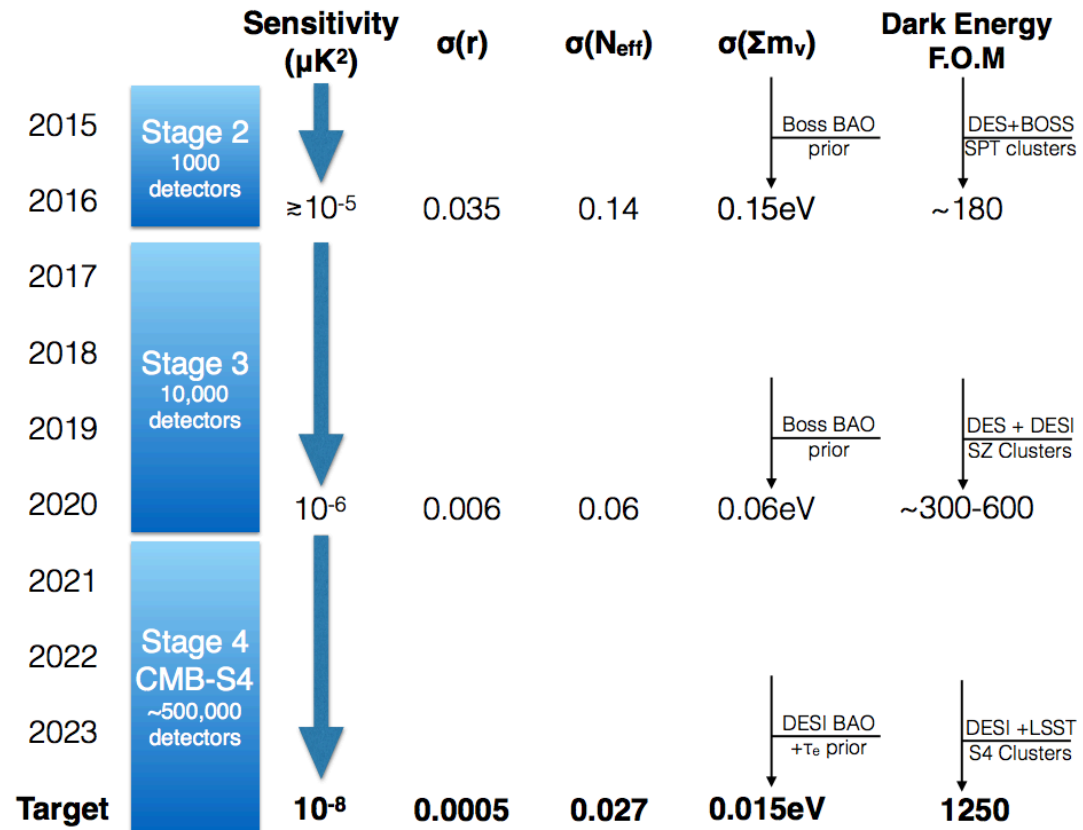 Sensitivity
(μK²)
σ(r)
σ(Neff)
σ(Σmν)
Dark Energy
F.O.M
2015
Stage 2
1000
detectors
Boss BAO
prior
DES+BOSS
SPT clusters
2016
≳10⁻⁵
0.035
0.14
0.15eV
~180
2017
2018
Stage 3
10,000
detectors
2019
Boss BAO
prior
DES + DESI
SZ Clusters
2020
10⁻⁶
0.006
0.06
0.06eV
~300-600
2021
2022
Stage 4
CMB-S4
~500,000
detectors
2023
DESI BAO
+τe prior
DESI +LSST
S4 Clusters
Target
10⁻⁸
0.0005
0.027
0.015eV
1250